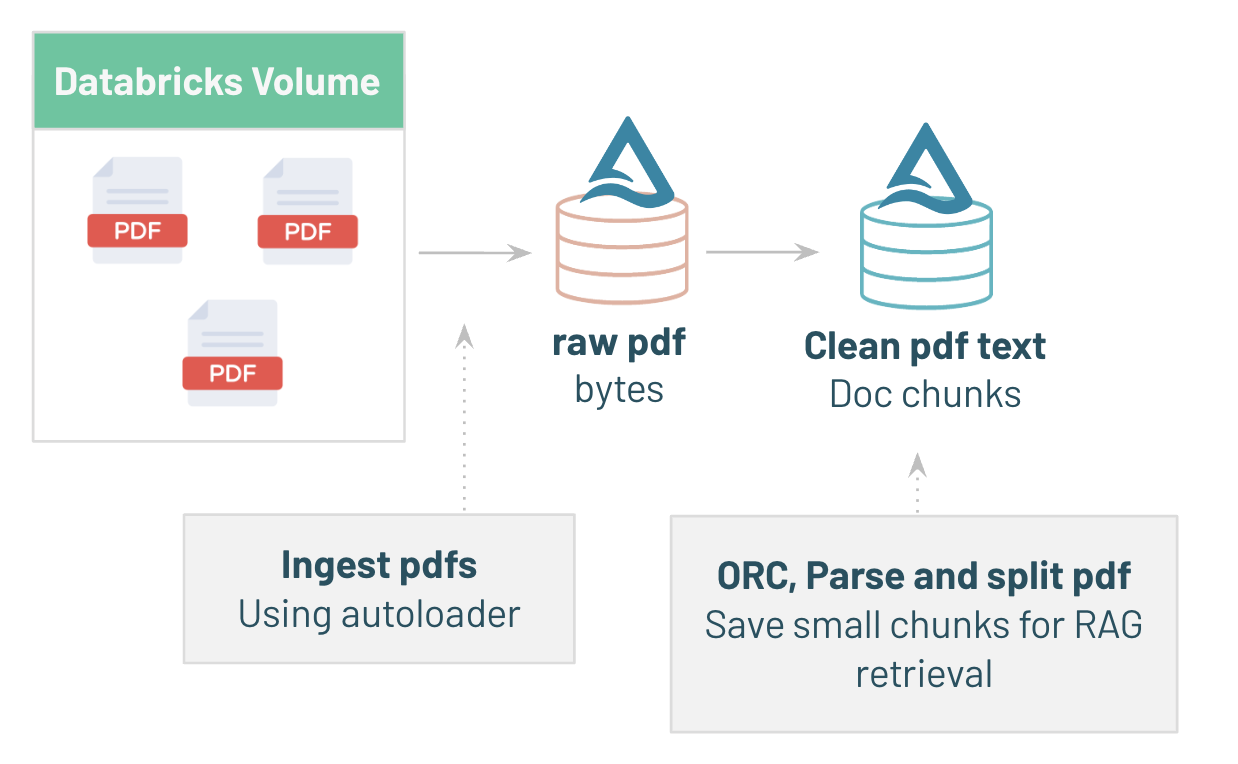 Databricks Volume
PDF
PDF
PDF
raw pdf
bytes
Clean pdf text
Doc chunks
Ingest pdfs
Using autoloader
ORC, Parse and split pdf
Save small chunks for RAG
retrieval